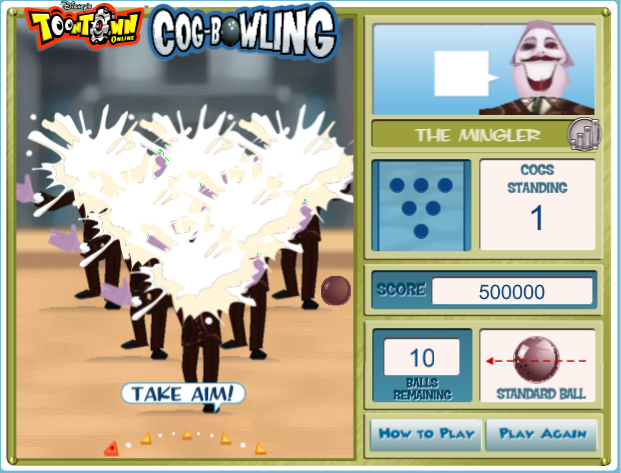 Disney's
TOONTOWN
ONLINE
COG-BOWLING
THE MINGLER
COGS
STANDING
1
SCORE 500000
10
BALLS
REMAINING
STANDARD BALL
TAKE AIM!
HOW TO PLAY
PLAY AGAIN